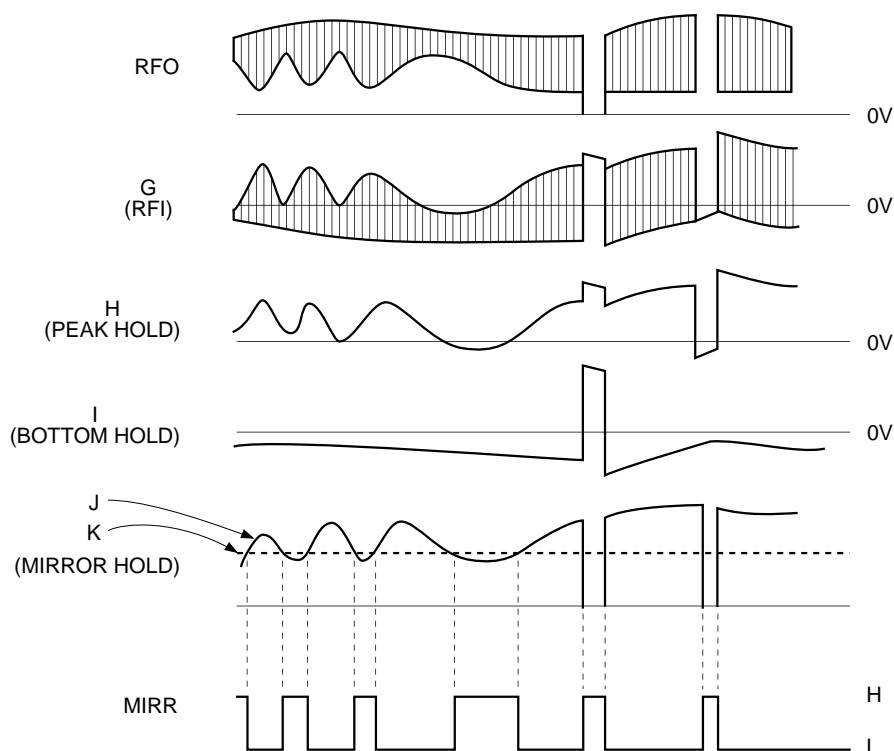 RFO
0V
G
(RFI)
0V
H
(PEAK HOLD)
0V
I
(BOTTOM HOLD)
0V
J
K
(MIRROR HOLD)
MIRR
H
L